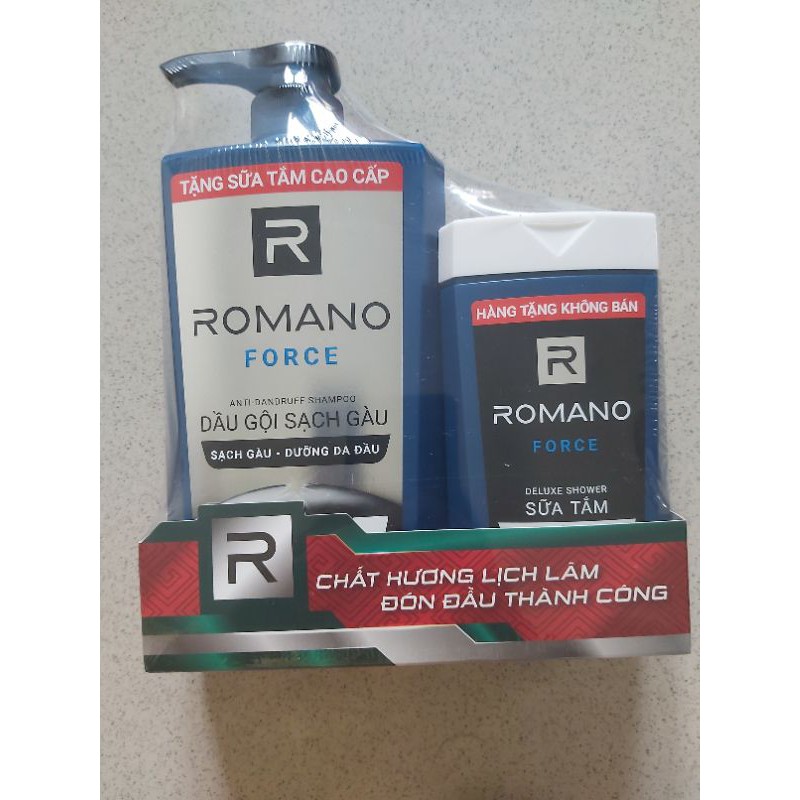 TẶNG SỮA TẮM CAO CẤP
R
ROMANO
FORCE
ANTI-DANDRUFF SHAMPOO
DẦU GỘI SẠCH GÀU
SẠCH GÀU - DƯỠNG DA ĐẦU
HÀNG TẶNG KHÔNG BÁN
R
ROMANO
FORCE
DELUXE SHOWER
SỮA TẮM
R
CHẤT HƯƠNG LỊCH LÃM
ĐÓN ĐẦU THÀNH CÔNG